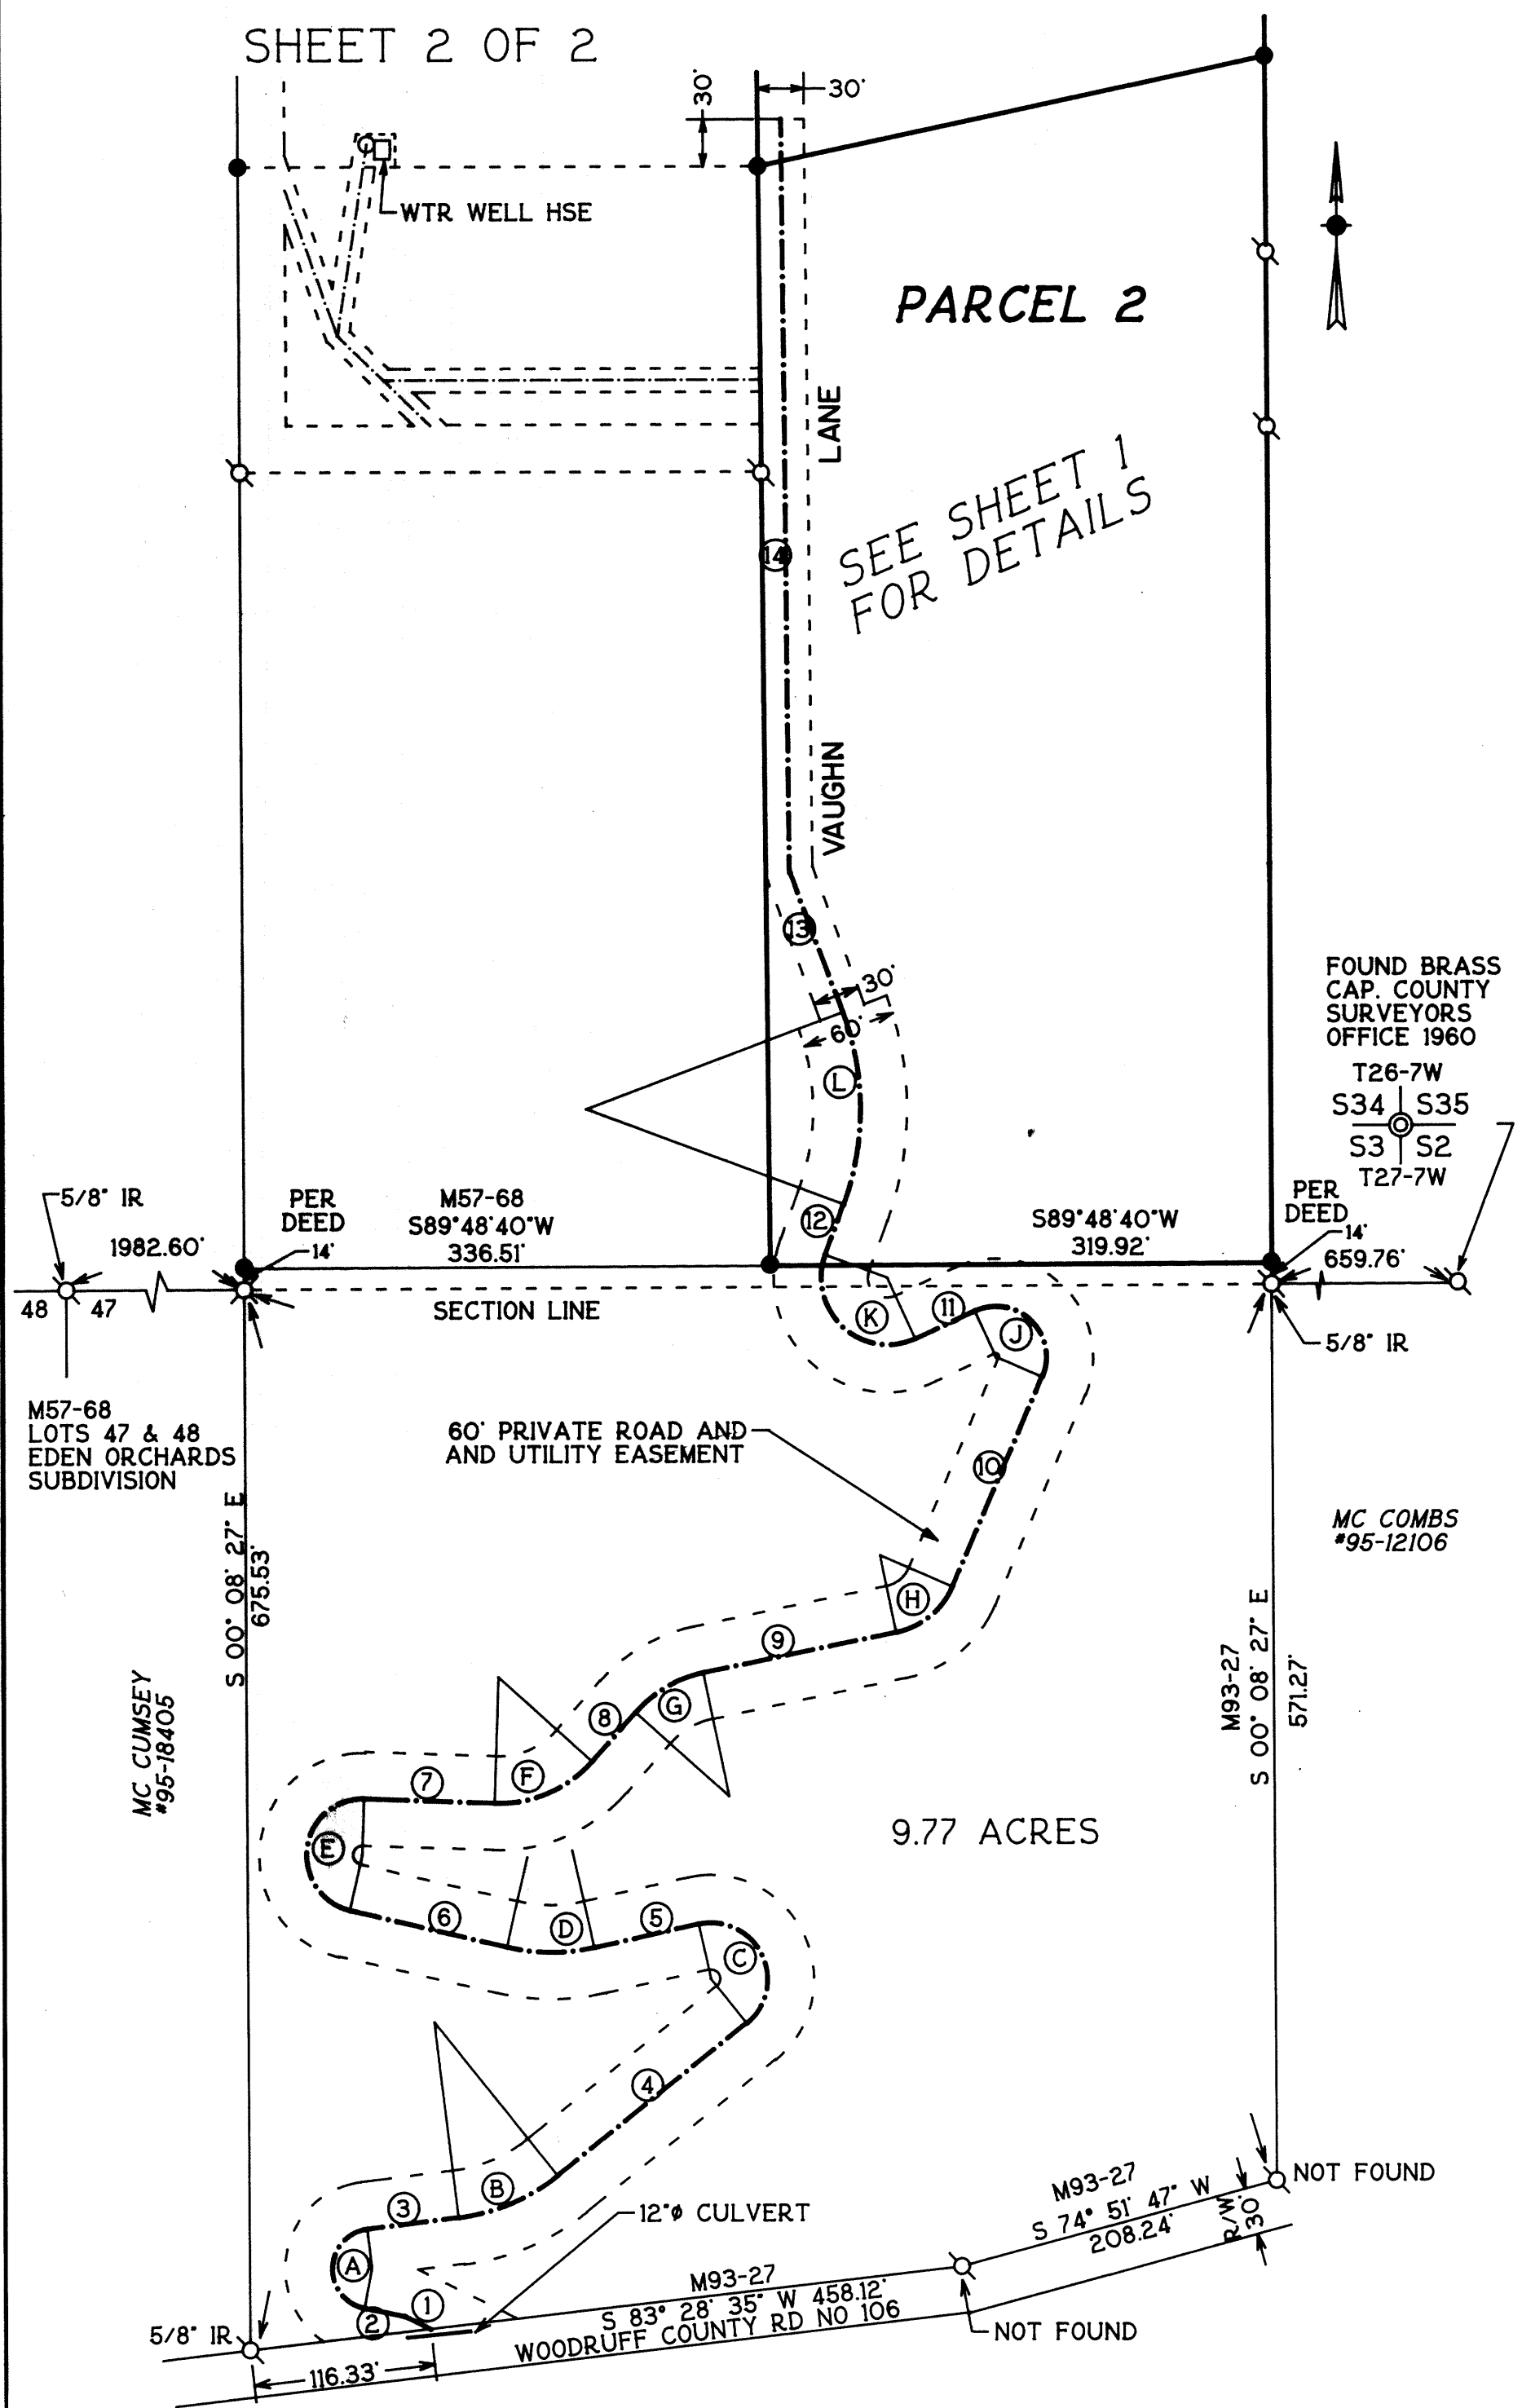 SHEET 2 OF 2
30'
30'
WTR WELL HSE
PARCEL 2
LANE
SEE SHEET 1
FOR DETAILS
14
VAUGHN
13
30'
60'
L
FOUND BRASS
CAP. COUNTY
SURVEYORS
OFFICE 1960
T26-7W
S34 S35
S3 S2
T27-7W
5/8" IR
1982.60'
PER
DEED
14'
M57-68
S89°48'40"W
336.51'
12
S89°48'40"W
319.92'
PER
DEED
14'
659.76'
48 47
SECTION LINE
K
11
J
5/8" IR
M57-68
LOTS 47 & 48
EDEN ORCHARDS
SUBDIVISION
60' PRIVATE ROAD AND
AND UTILITY EASEMENT
10
MC COMBS
#95-12106
S 00° 08' 27" E
675.53'
H
9
M93-27
S 00° 08' 27" E
571.27'
MC CUMSEY
#95-18405
G
8
F
7
9.77 ACRES
E
6
D
5
C
4
B
3
12"ø CULVERT
M93-27
S 74° 51' 47" W
208.24'
R/W
30'
NOT FOUND
A
1
2
M93-27
S 83° 28' 35" W 458.12'
WOODRUFF COUNTY RD NO 106
NOT FOUND
5/8" IR
116.33'